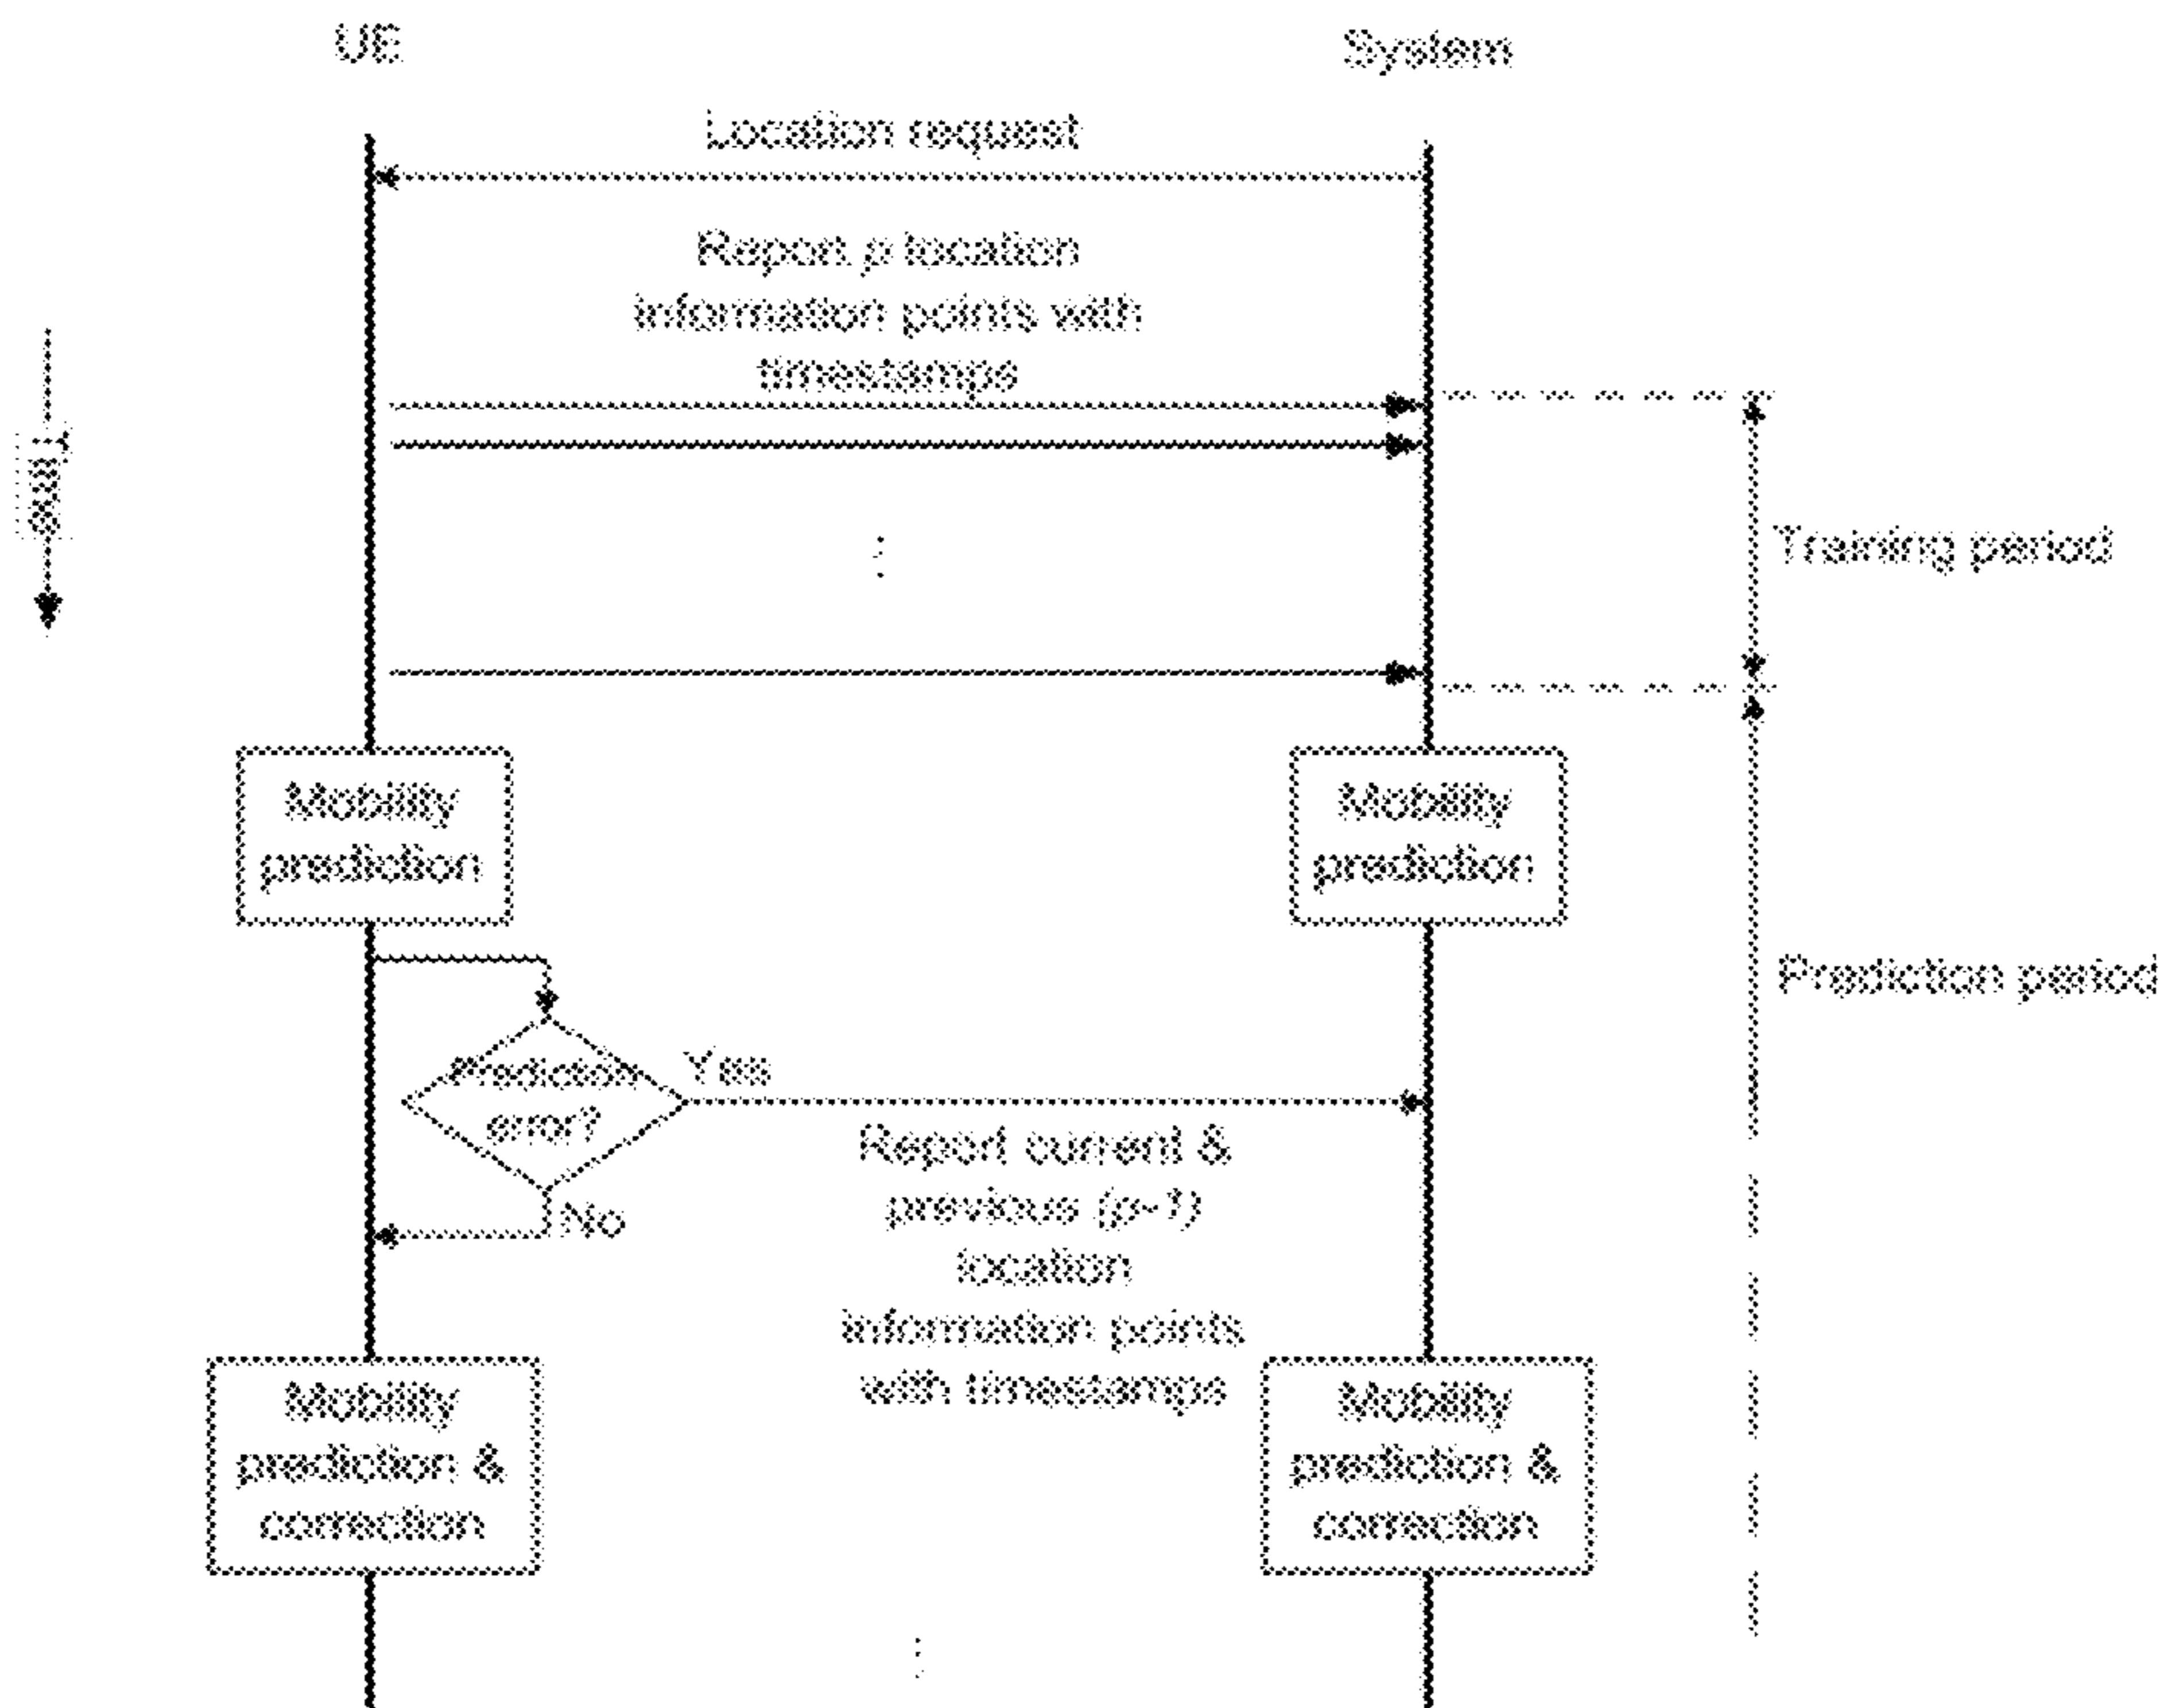 UE
System
Location request
Report p location
information points with
timestamps
Time
Training period
Mobility
prediction
Mobility
prediction
Prediction period
Prediction
error?
Yes
No
Report current &
previous (p-1)
location
information points
with timestamps
Mobility
prediction &
correction
Mobility
prediction &
correction